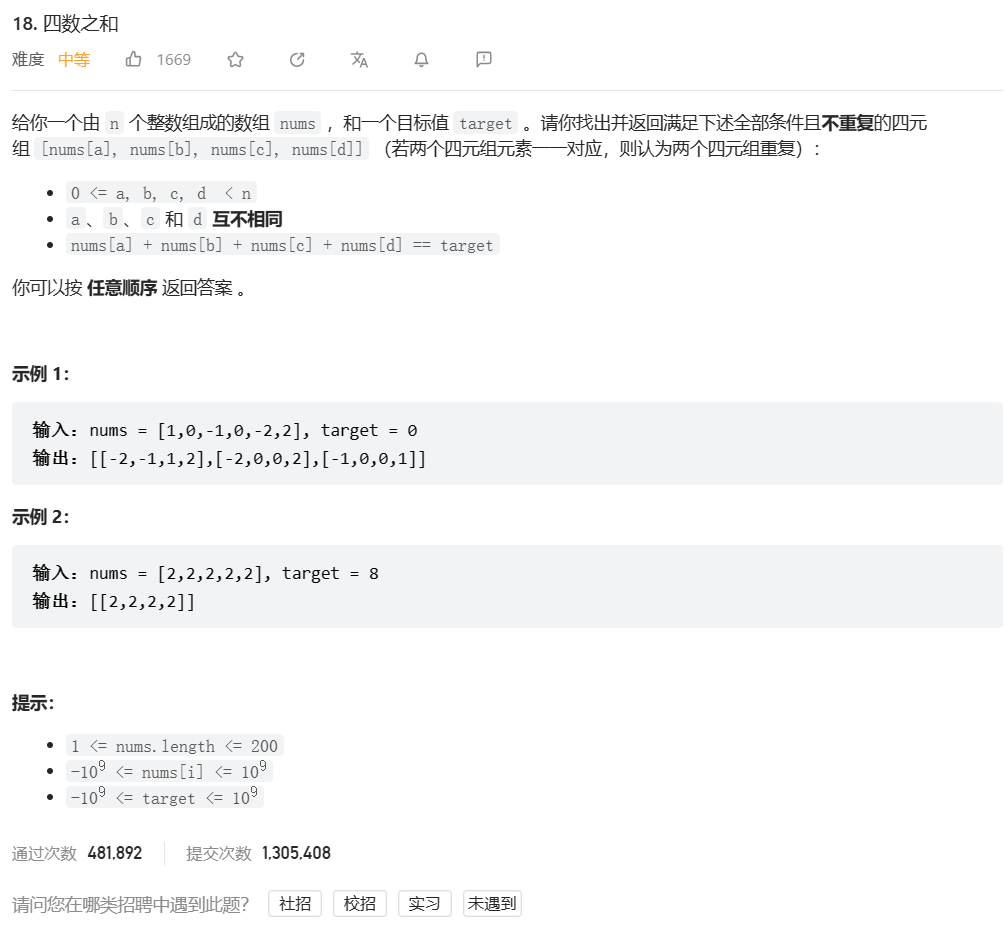 18. 四数之和
难度 中等 1669
给你一个由 n 个整数组成的数组 nums ，和一个目标值 target 。请你找出并返回满足下述全部条件且不重复的四元
组 [nums[a], nums[b], nums[c], nums[d]] （若两个四元组元素一一对应，则认为两个四元组重复）：
0 <= a, b, c, d < n
a 、 b 、 c 和 d 互不相同
nums[a] + nums[b] + nums[c] + nums[d] == target
你可以按 任意顺序 返回答案 。
示例 1：
输入：nums = [1,0,-1,0,-2,2], target = 0
输出：[[-2,-1,1,2],[-2,0,0,2],[-1,0,0,1]]
示例 2：
输入：nums = [2,2,2,2,2], target = 8
输出：[[2,2,2,2]]
提示：
1 <= nums.length <= 200
-10⁹ <= nums[i] <= 10⁹
-10⁹ <= target <= 10⁹
通过次数 481,892 提交次数 1,305,408
请问您在哪类招聘中遇到此题？ 社招 校招 实习 未遇到